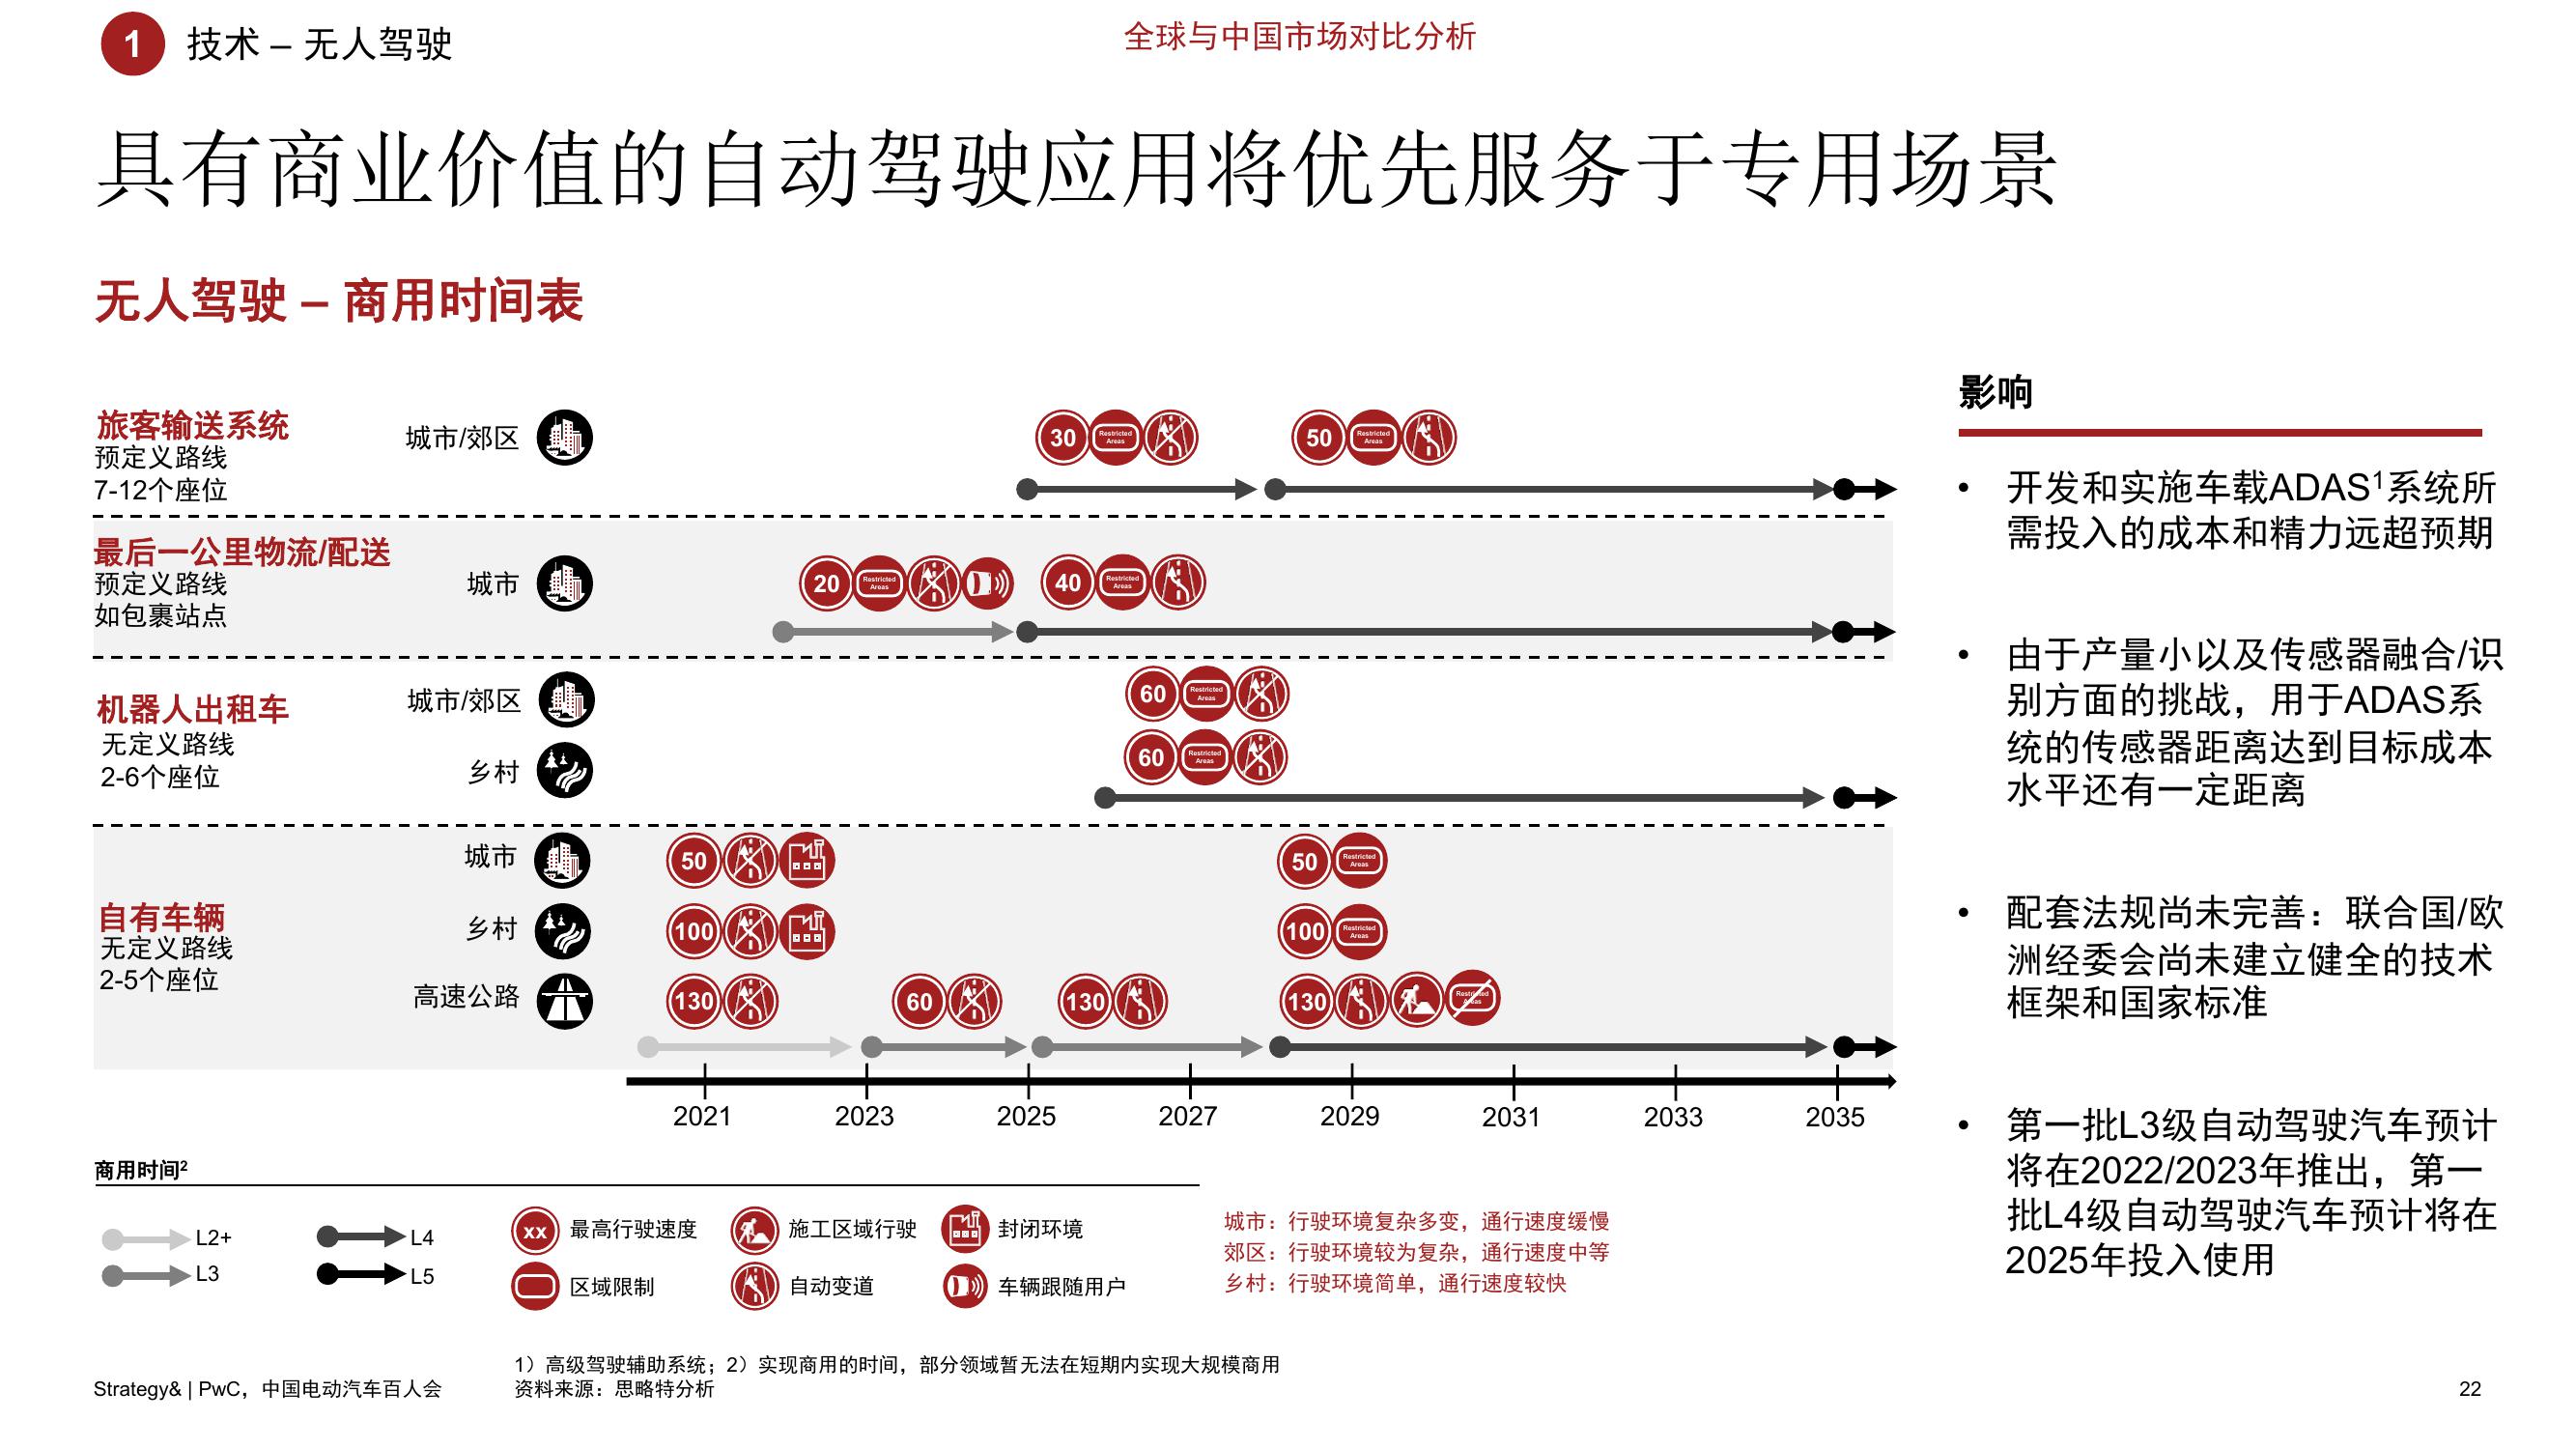 1
技术 – 无人驾驶
全球与中国市场对比分析
具有商业价值的自动驾驶应用将优先服务于专用场景
无人驾驶 – 商用时间表
旅客输送系统
预定义路线
7-12个座位
城市/郊区
30 Restricted Areas
50 Restricted Areas
最后一公里物流/配送
预定义路线
如包裹站点
城市
20 Restricted Areas
40 Restricted Areas
机器人出租车
无定义路线
2-6个座位
城市/郊区
60 Restricted Areas
乡村
60 Restricted Areas
自有车辆
无定义路线
2-5个座位
城市
50
50 Restricted Areas
乡村
100
100 Restricted Areas
高速公路
130
60
130
130 Restricted Areas
2021 2023 2025 2027 2029 2031 2033 2035
影响
• 开发和实施车载ADAS¹系统所
需投入的成本和精力远超预期
• 由于产量小以及传感器融合/识
别方面的挑战，用于ADAS系
统的传感器距离达到目标成本
水平还有一定距离
• 配套法规尚未完善：联合国/欧
洲经委会尚未建立健全的技术
框架和国家标准
• 第一批L3级自动驾驶汽车预计
将在2022/2023年推出，第一
批L4级自动驾驶汽车预计将在
2025年投入使用
商用时间²
L2+
L3
L4
L5
xx 最高行驶速度
区域限制
施工区域行驶
自动变道
封闭环境
车辆跟随用户
城市：行驶环境复杂多变，通行速度缓慢
郊区：行驶环境较为复杂，通行速度中等
乡村：行驶环境简单，通行速度较快
1）高级驾驶辅助系统；2）实现商用的时间，部分领域暂无法在短期内实现大规模商用
资料来源：思略特分析
Strategy& | PwC，中国电动汽车百人会
22